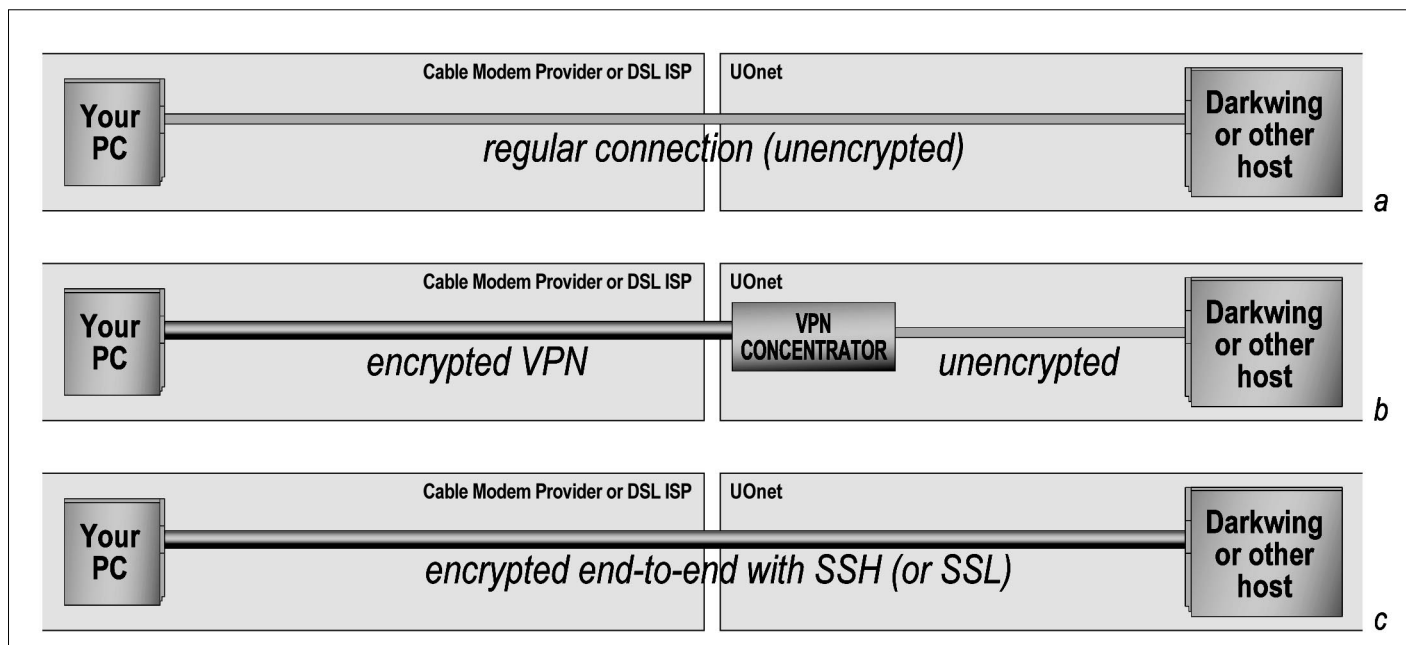 Cable Modem Provider or DSL ISP
UOnet
Your
PC
regular connection (unencrypted)
Darkwing
or other
host
a
Cable Modem Provider or DSL ISP
UOnet
Your
PC
encrypted VPN
VPN
CONCENTRATOR
unencrypted
Darkwing
or other
host
b
Cable Modem Provider or DSL ISP
UOnet
Your
PC
encrypted end-to-end with SSH (or SSL)
Darkwing
or other
host
c